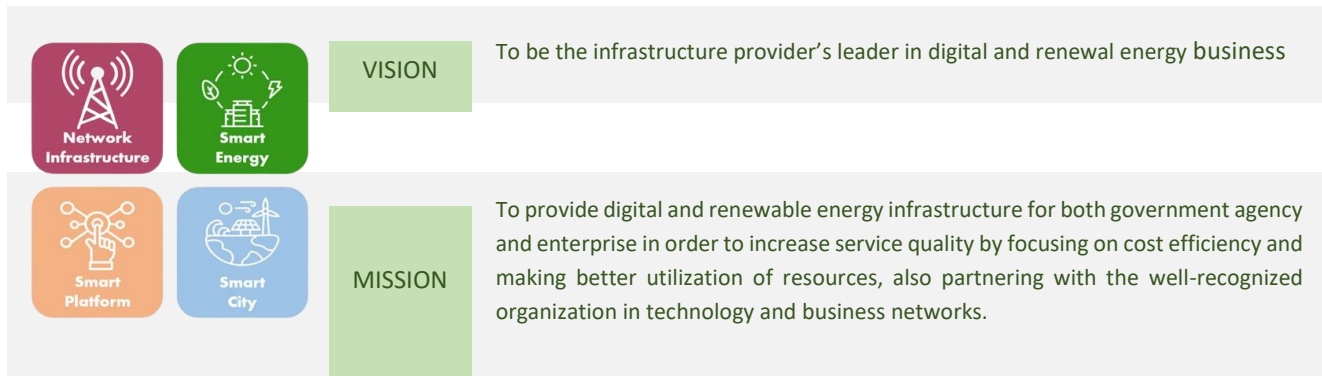 Network
Infrastructure
Smart
Energy
Smart
Platform
Smart
City
VISION
To be the infrastructure provider’s leader in digital and renewal energy business
MISSION
To provide digital and renewable energy infrastructure for both government agency
and enterprise in order to increase service quality by focusing on cost efficiency and
making better utilization of resources, also partnering with the well-recognized
organization in technology and business networks.